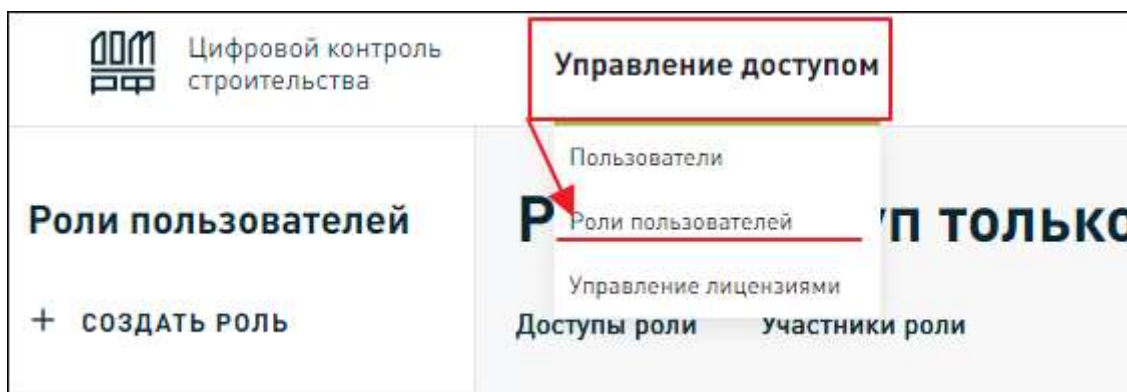 ДОМ
РФ
Цифровой контроль
строительства
Управление доступом
Пользователи
Роли пользователей
Роли пользователей
Р
п только
Управление лицензиями
+ СОЗДАТЬ РОЛЬ
Доступы роли
Участники роли